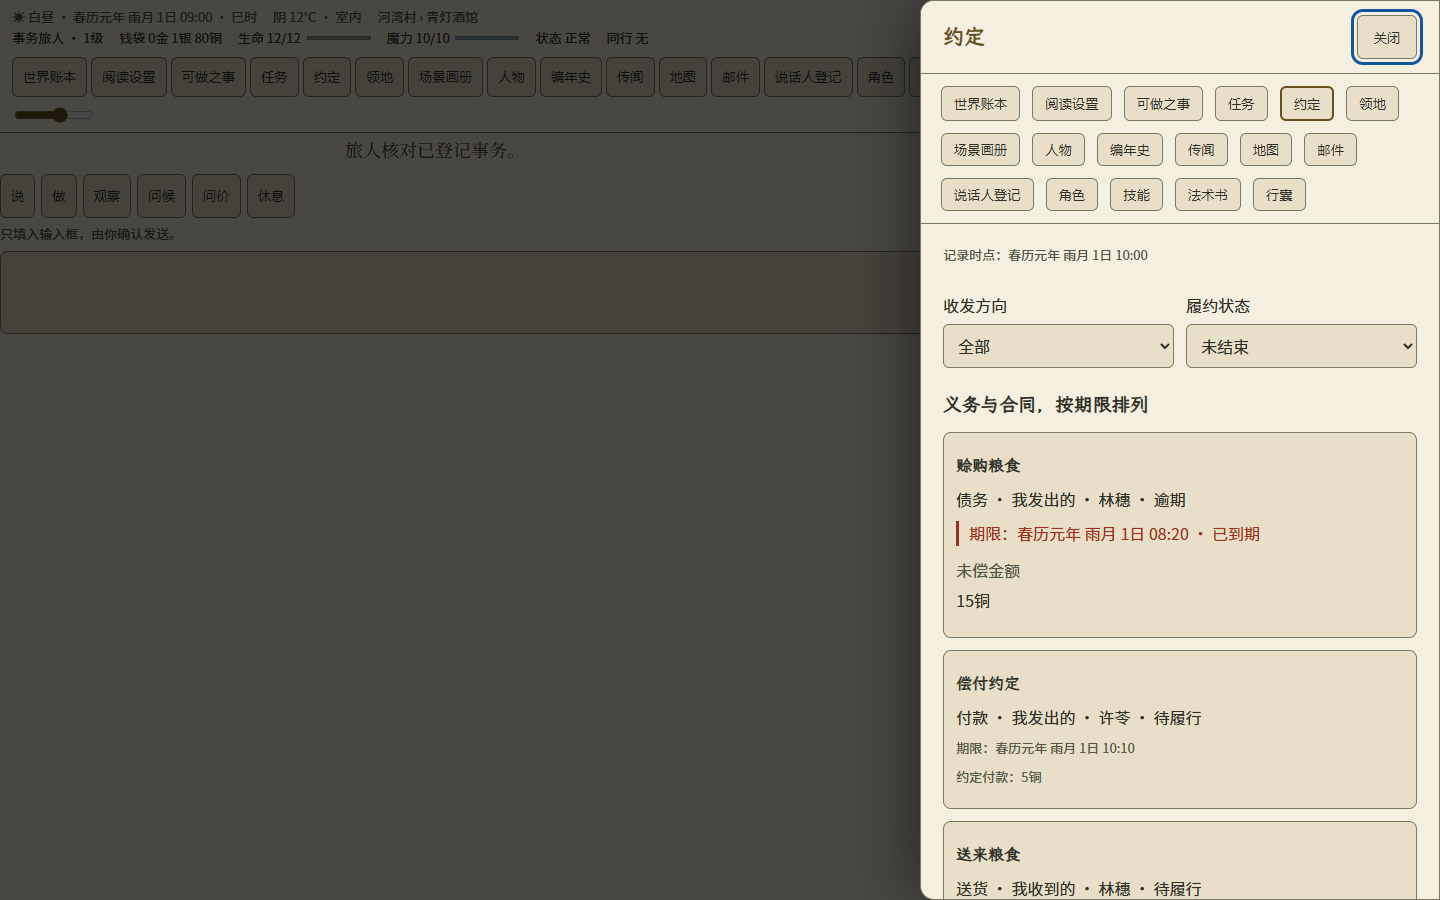 白昼 · 春历元年 雨月 1日 09:00 · 巳时 阴 12°C · 室内 河湾村 › 青灯酒馆
事务旅人 · 1级 钱袋 0金 1银 80铜 生命 12/12 魔力 10/10 状态 正常 同行 无
世界账本 阅读设置 可做之事 任务 约定 领地 场景画册 人物 编年史 传闻 地图 邮件 说话人登记 角色
旅人核对已登记事务。
说 做 观察 问候 问价 休息
只填入输入框，由你确认发送。
约定 关闭
世界账本 阅读设置 可做之事 任务 约定 领地
场景画册 人物 编年史 传闻 地图 邮件
说话人登记 角色 技能 法术书 行囊
记录时点：春历元年 雨月 1日 10:00
收发方向 履约状态
全部 未结束
义务与合同，按期限排列
赊购粮食
债务 · 我发出的 · 林穗 · 逾期
期限：春历元年 雨月 1日 08:20 · 已到期
未偿金额
15铜
偿付约定
付款 · 我发出的 · 许苓 · 待履行
期限：春历元年 雨月 1日 10:10
约定付款：5铜
送来粮食
送货 · 我收到的 · 林穗 · 待履行